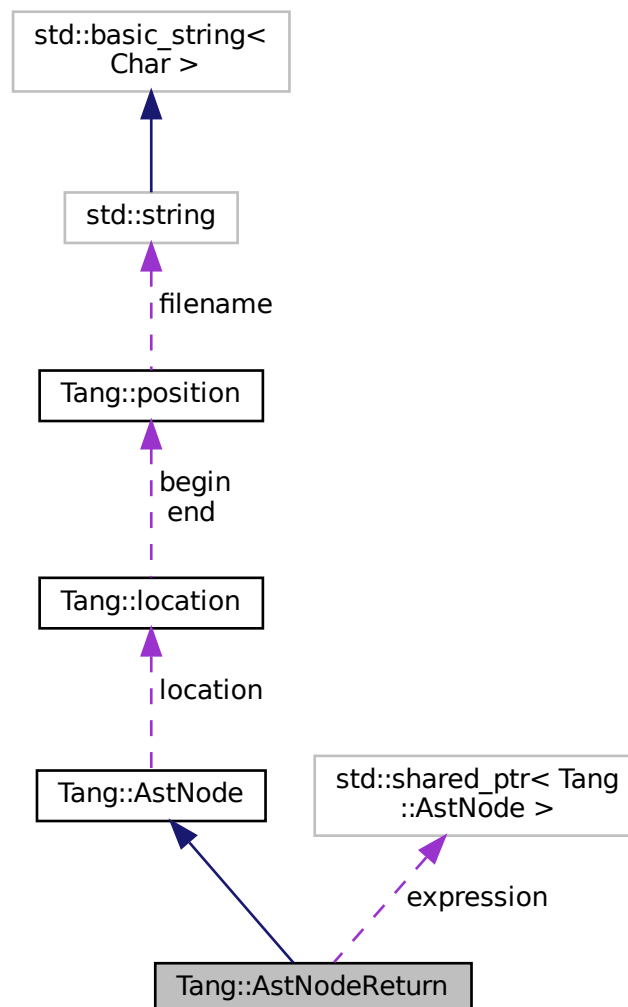 std::basic_string<
Char >
std::string
filename
Tang::position
begin
end
Tang::location
location
Tang::AstNode
std::shared_ptr< Tang
::AstNode >
expression
Tang::AstNodeReturn